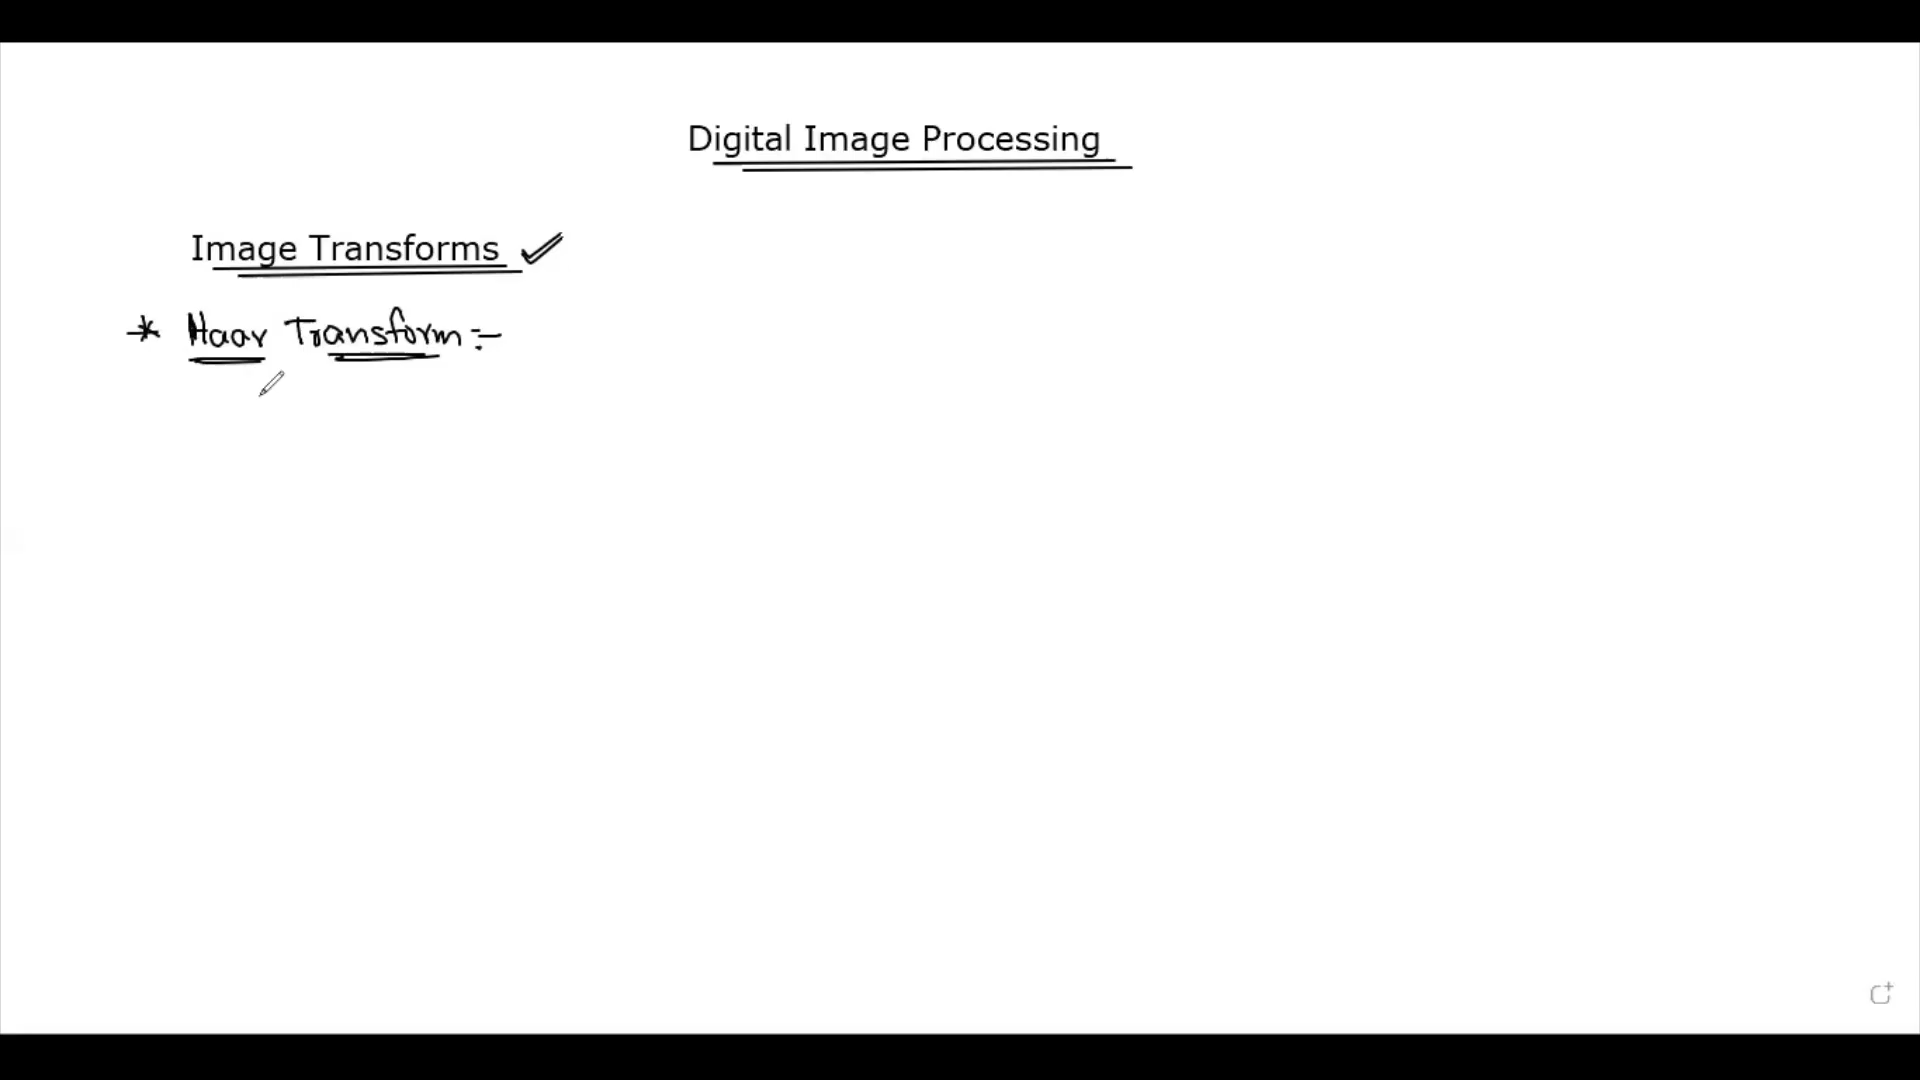 Digital Image Processing
Image Transforms ✓
* Haar Transform :-